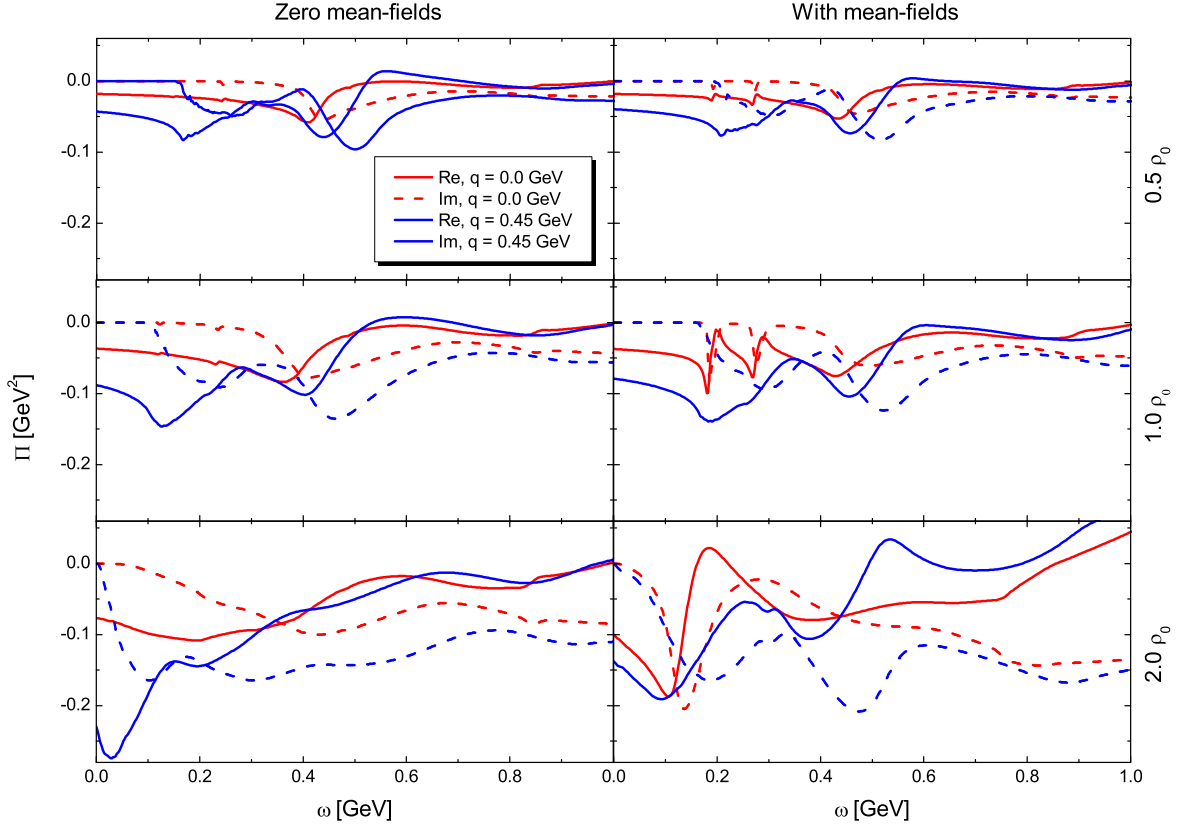 Zero mean-fields With mean-fields
0.0
-0.1
-0.2
Re, q = 0.0 GeV
Im, q = 0.0 GeV
Re, q = 0.45 GeV
Im, q = 0.45 GeV
0.5 ρ₀
0.0
-0.1
-0.2
Π [GeV²]
1.0 ρ₀
0.0
-0.1
-0.2
2.0 ρ₀
0.0 0.2 0.4 0.6 0.8 0.0 0.2 0.4 0.6 0.8 1.0
ω [GeV] ω [GeV]